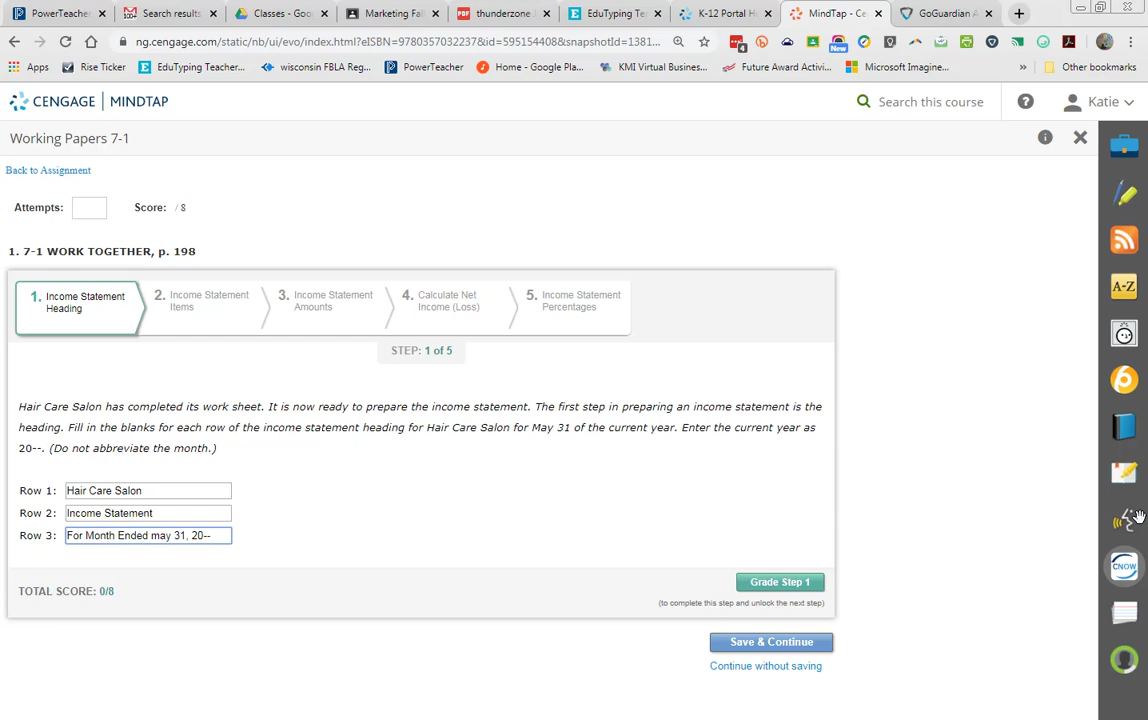 PowerTeacher
Search results
Classes - Goo
Marketing Fal
thunderzone.
EduTyping Te
K-12 Portal H
MindTap - Ce
GoGuardian A
ng.cengage.com/static/nb/ui/evo/index.html?eISBN=9780357032237&id=595154408&snapshotId=1381...
Apps
Rise Ticker
EduTyping Teacher...
wisconsin FBLA Reg...
PowerTeacher
Home - Google Pla...
KMI Virtual Busines...
Future Award Activi...
Microsoft Imagine...
»
Other bookmarks
CENGAGE | MINDTAP
Search this course
Katie
Working Papers 7-1
Back to Assignment
Attempts:
Score: / 8
1. 7-1 WORK TOGETHER, p. 198
1. Income Statement Heading
2. Income Statement Items
3. Income Statement Amounts
4. Calculate Net Income (Loss)
5. Income Statement Percentages
STEP: 1 of 5
Hair Care Salon has completed its work sheet. It is now ready to prepare the income statement. The first step in preparing an income statement is the
heading. Fill in the blanks for each row of the income statement heading for Hair Care Salon for May 31 of the current year. Enter the current year as
20--. (Do not abbreviate the month.)
Row 1: Hair Care Salon
Row 2: Income Statement
Row 3: For Month Ended may 31, 20--
TOTAL SCORE: 0/8
Grade Step 1
(to complete this step and unlock the next step)
Save & Continue
Continue without saving
A-Z
CNOW